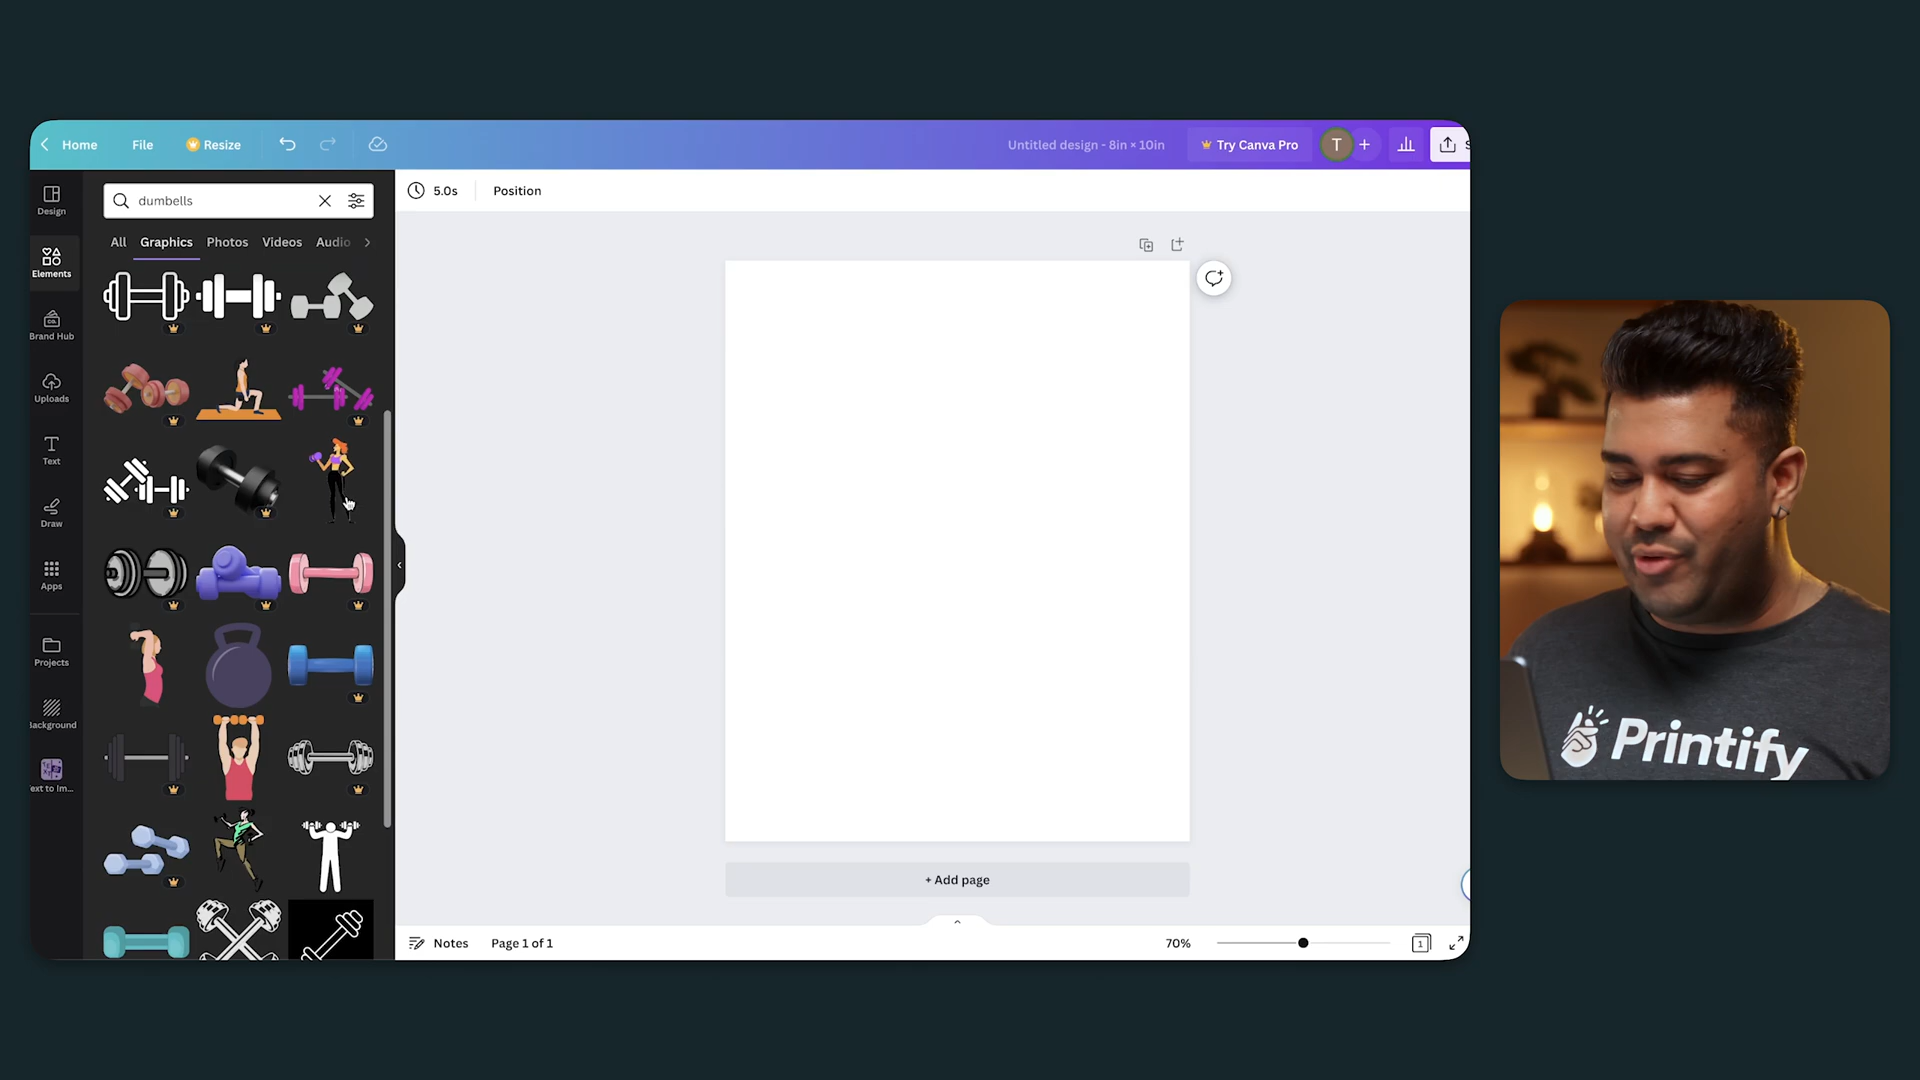 Home File Resize Untitled design - 8in × 10in Try Canva Pro T
5.0s Position
Design
Elements
Brand Hub
Uploads
Text
Draw
Apps
Projects
Background
ext to Im...
dumbells
All Graphics Photos Videos Audio
+ Add page
Notes Page 1 of 1 70% 1
Printify